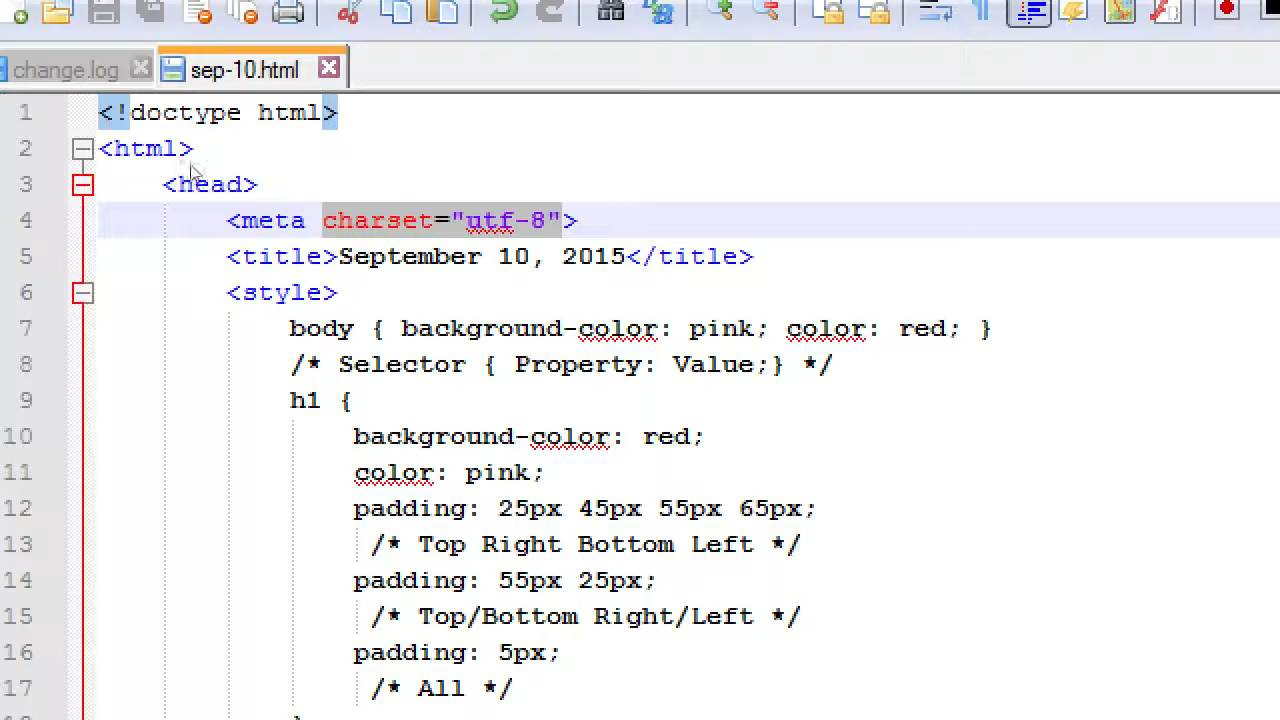 change.log sep-10.html
1 <!doctype html>
2 <html>
3 <head>
4 <meta charset="utf-8">
5 <title>September 10, 2015</title>
6 <style>
7 body { background-color: pink; color: red; }
8 /* Selector { Property: Value;} */
9 h1 {
10 background-color: red;
11 color: pink;
12 padding: 25px 45px 55px 65px;
13 /* Top Right Bottom Left */
14 padding: 55px 25px;
15 /* Top/Bottom Right/Left */
16 padding: 5px;
17 /* All */